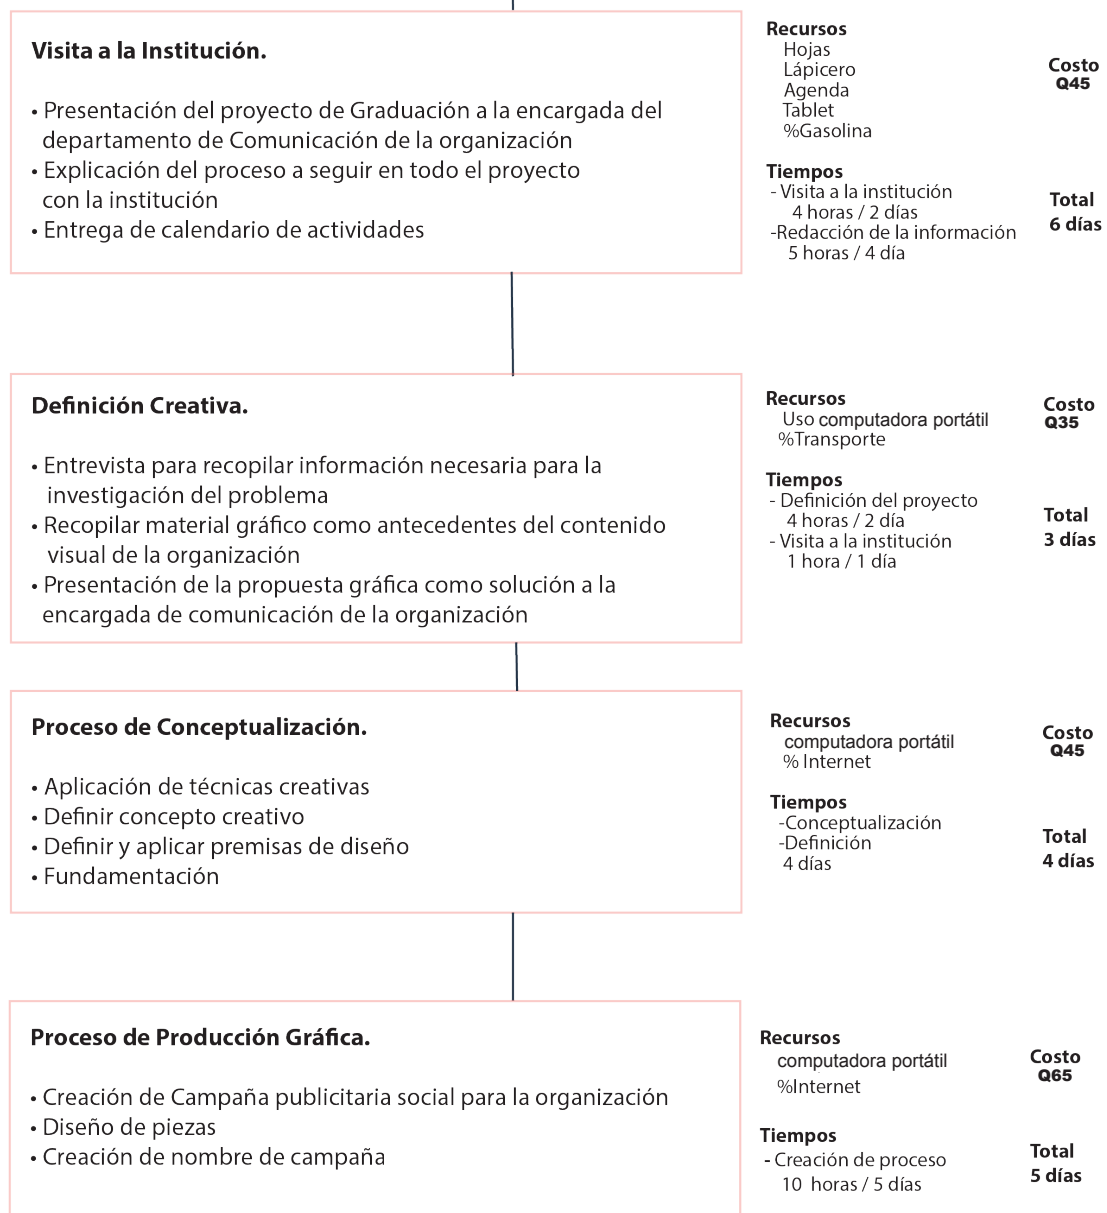 Visita a la Institución.
• Presentación del proyecto de Graduación a la encargada del
departamento de Comunicación de la organización
• Explicación del proceso a seguir en todo el proyecto
con la institución
• Entrega de calendario de actividades
Recursos
Hojas
Lápicero
Agenda
Tablet
%Gasolina
Costo
Q45
Tiempos
- Visita a la institución
4 horas / 2 días
-Redacción de la información
5 horas / 4 día
Total
6 días
Definición Creativa.
• Entrevista para recopilar información necesaria para la
investigación del problema
• Recopilar material gráfico como antecedentes del contenido
visual de la organización
• Presentación de la propuesta gráfica como solución a la
encargada de comunicación de la organización
Recursos
Uso computadora portátil
%Transporte
Costo
Q35
Tiempos
- Definición del proyecto
4 horas / 2 día
- Visita a la institución
1 hora / 1 día
Total
3 días
Proceso de Conceptualización.
• Aplicación de técnicas creativas
• Definir concepto creativo
• Definir y aplicar premisas de diseño
• Fundamentación
Recursos
computadora portátil
% Internet
Costo
Q45
Tiempos
-Conceptualización
-Definición
4 días
Total
4 días
Proceso de Producción Gráfica.
• Creación de Campaña publicitaria social para la organización
• Diseño de piezas
• Creación de nombre de campaña
Recursos
computadora portátil
%Internet
Costo
Q65
Tiempos
- Creación de proceso
10 horas / 5 días
Total
5 días